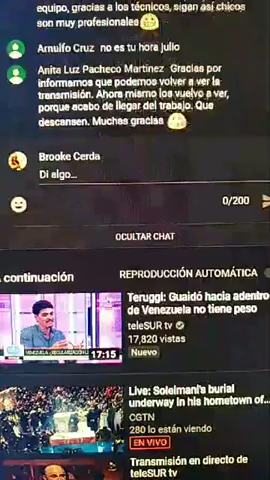 equipo, gracias a los técnicos, sigan así chicos
son muy profesionales
Arnulfo Cruz no es tu hora julio
Anita Luz Pacheco Martinez Gracias por
informarnos que podemos volver a ver la
transmisión. Ahora mismo los vuelvo a ver,
porque acabo de llegar del trabajo. Que
descansen. Muchas gracias
Brooke Cerda
Di algo...
0/200
OCULTAR CHAT
continuación
REPRODUCCIÓN AUTOMÁTICA
Teruggi: Guaidó hacia adentro
de Venezuela no tiene peso
teleSUR tv
17,820 vistas
Nuevo
17:15
Live: Soleimani's burial
underway in his hometown of...
CGTN
280 lo están viendo
EN VIVO
Transmisión en directo de
teleSUR tv